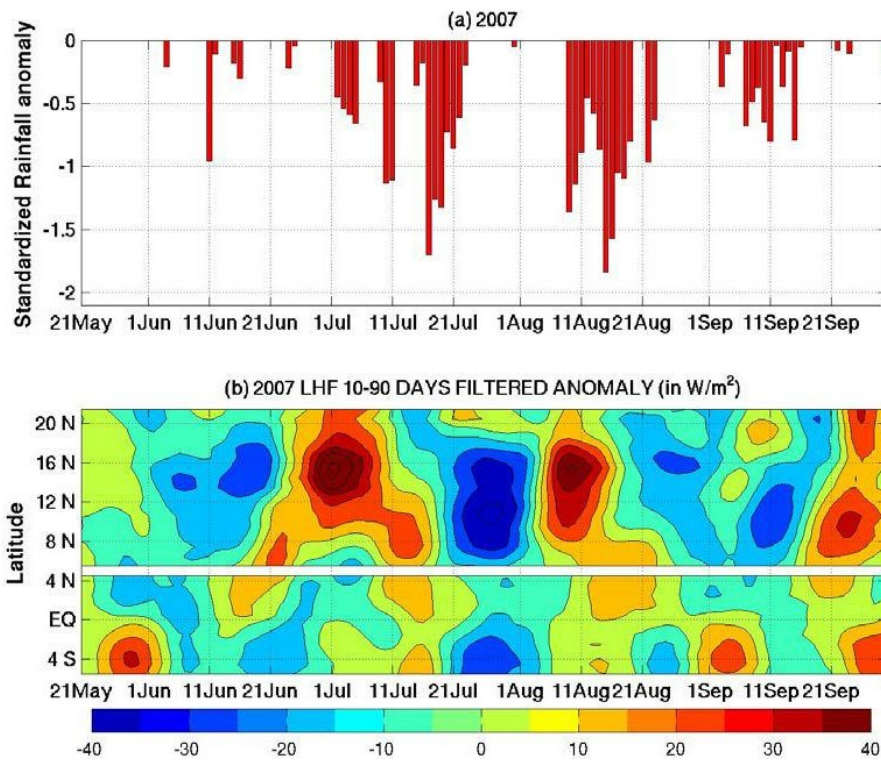 (a) 2007
Standardized Rainfall anomaly
0
-0.5
-1
-1.5
-2
21May 1Jun 11Jun 21Jun 1Jul 11Jul 21Jul 1Aug 11Aug 21Aug 1Sep 11Sep 21Sep
(b) 2007 LHF 10-90 DAYS FILTERED ANOMALY (in W/m²)
Latitude
20 N
16 N
12 N
8 N
4 N
EQ
4 S
21May 1Jun 11Jun 21Jun 1Jul 11Jul 21Jul 1Aug 11Aug 21Aug 1Sep 11Sep 21Sep
-40 -30 -20 -10 0 10 20 30 40